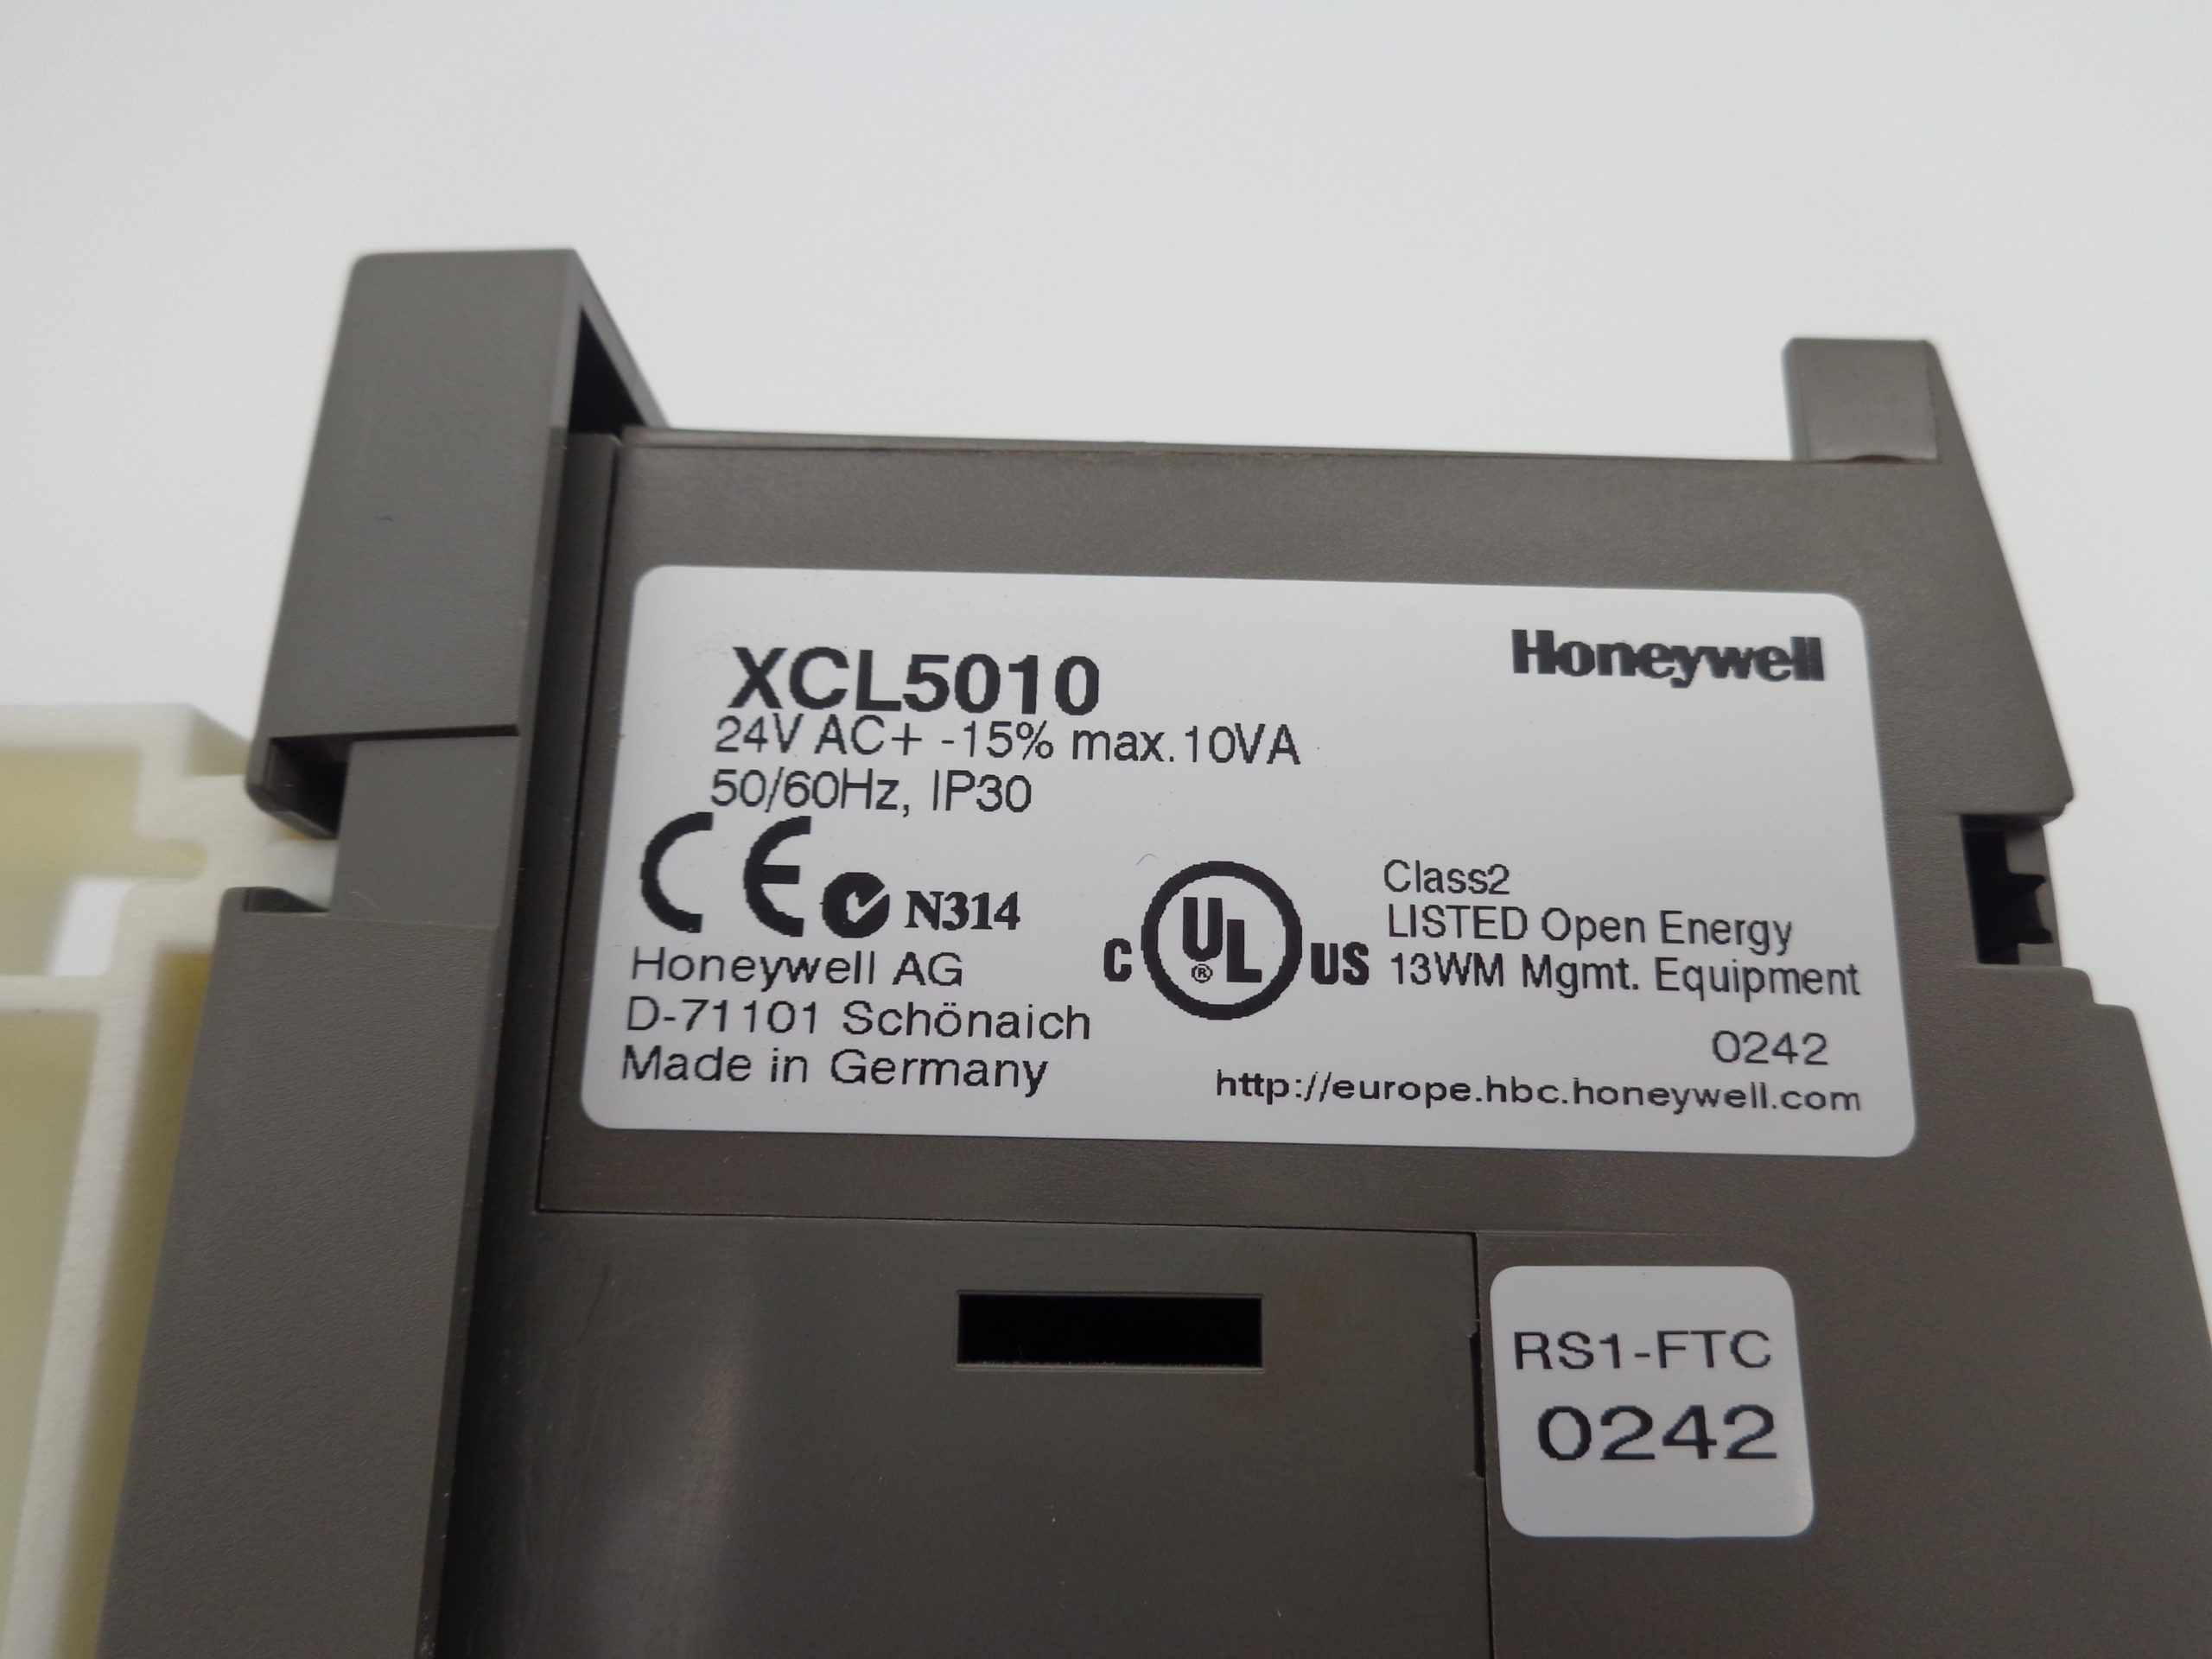 XCL5010
Honeywell
24V AC+ -15% max.10VA
50/60Hz, IP30
CE N314
Honeywell AG
D-71101 Schönaich
Made in Germany
C UL® US
Class2
LISTED Open Energy
13WM Mgmt. Equipment
0242
http://europe.hbc.honeywell.com
RS1-FTC
0242